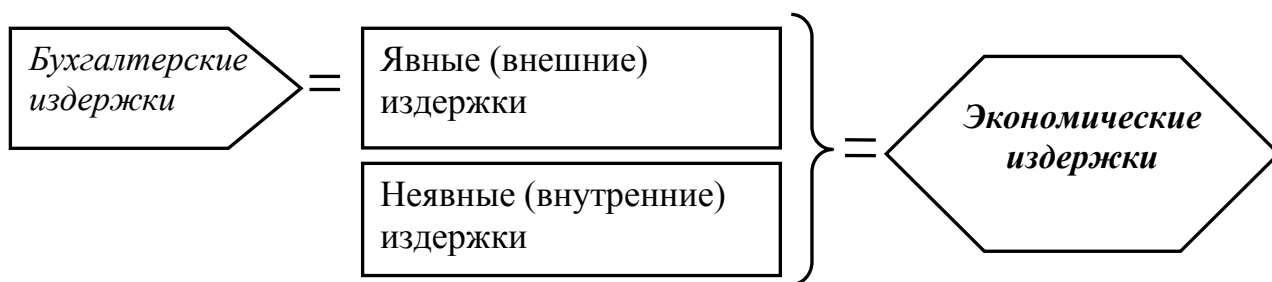 Бухгалтерские
издержки
=
Явные (внешние)
издержки
Неявные (внутренние)
издержки
=
Экономические
издержки